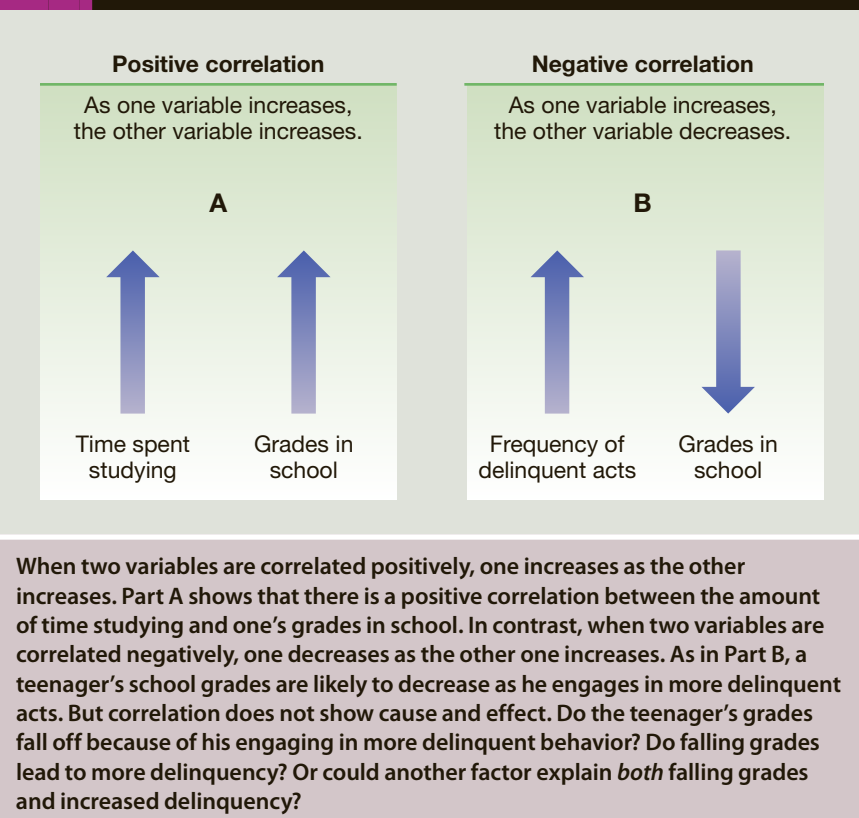 Positive correlation
As one variable increases,
the other variable increases.
A
Time spent
studying
Grades in
school
Negative correlation
As one variable increases,
the other variable decreases.
B
Frequency of
delinquent acts
Grades in
school
When two variables are correlated positively, one increases as the other
increases. Part A shows that there is a positive correlation between the amount
of time studying and one’s grades in school. In contrast, when two variables are
correlated negatively, one decreases as the other one increases. As in Part B, a
teenager’s school grades are likely to decrease as he engages in more delinquent
acts. But correlation does not show cause and effect. Do the teenager’s grades
fall off because of his engaging in more delinquent behavior? Do falling grades
lead to more delinquency? Or could another factor explain both falling grades
and increased delinquency?